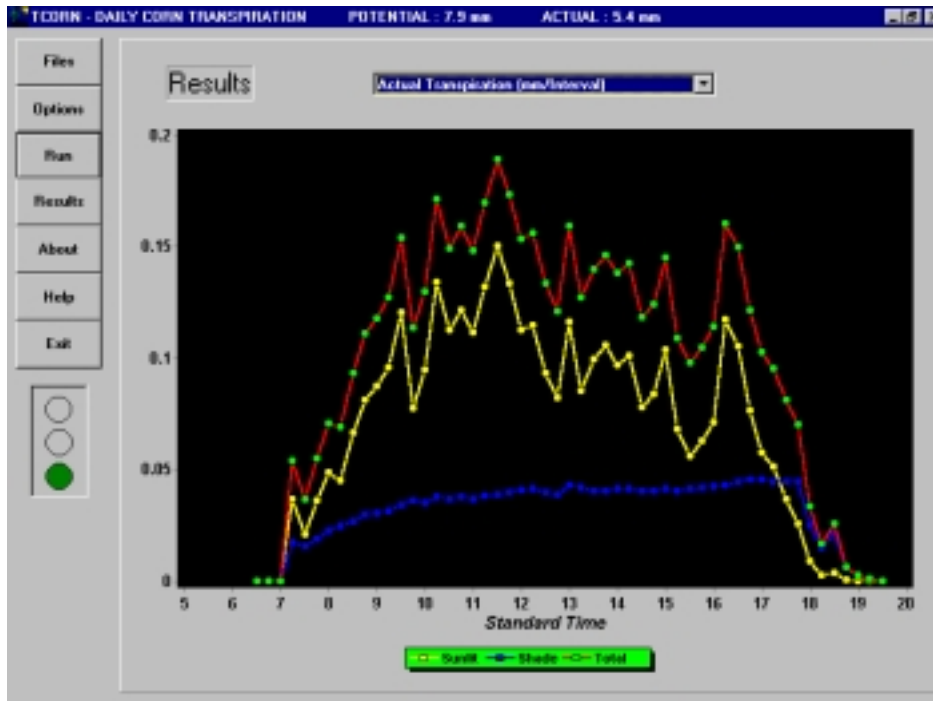 TCORN - DAILY CORN TRANSPIRATION POTENTIAL : 7.9 mm ACTUAL : 5.4 mm
Files
Options
Run
Results
About
Help
Exit
Results
Actual Transpiration (mm/Interval)
0.2
0.15
0.1
0.05
0
5 6 7 8 9 10 11 12 13 14 15 16 17 18 19 20
Standard Time
Sunlit Shade Total